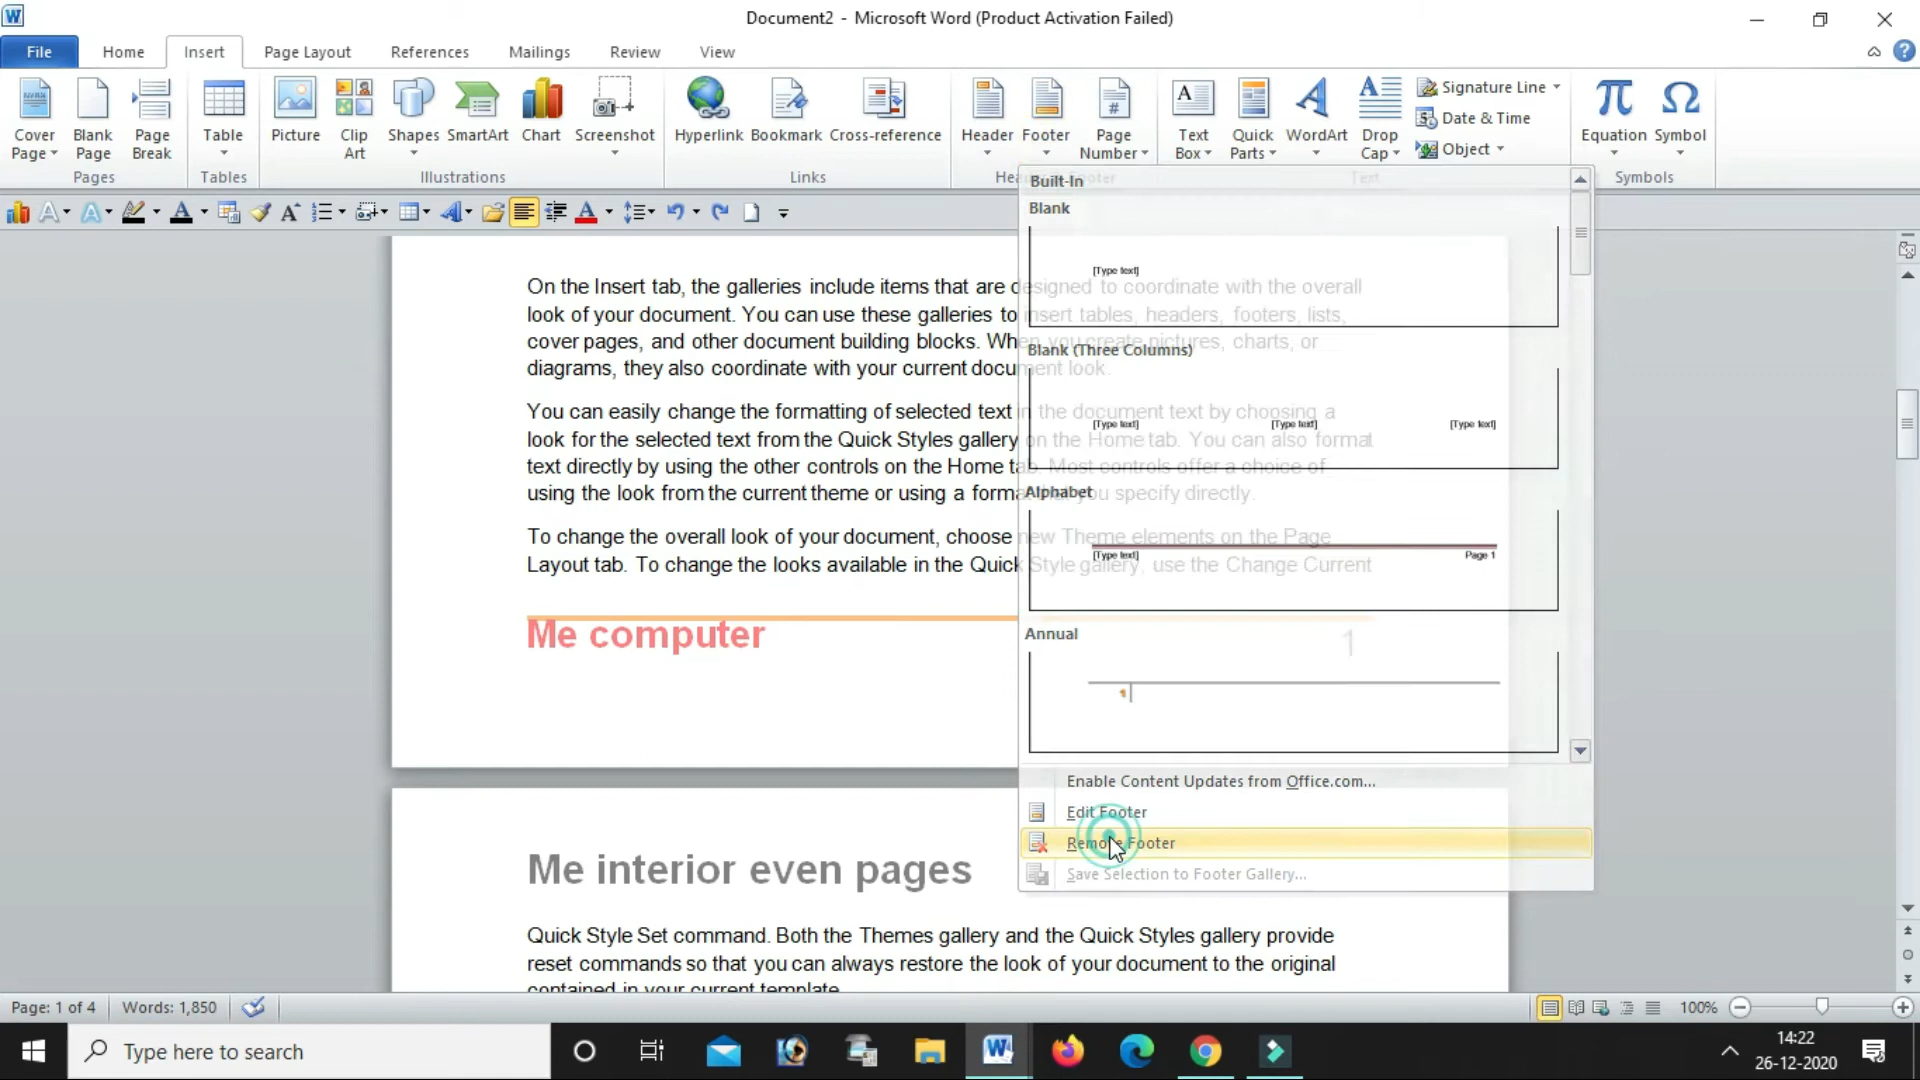 Document2 - Microsoft Word (Product Activation Failed)
File Home Insert Page Layout References Mailings Review View
Cover Page
Blank Page
Page Break
Table
Picture
Clip Art
Shapes
SmartArt
Chart
Screenshot
Hyperlink
Bookmark
Cross-reference
Header
Footer
Page Number
Text Box
Quick Parts
WordArt
Drop Cap
Signature Line
Date & Time
Object
Equation
Symbol
Pages Tables Illustrations Links Header & Footer Text Symbols
On the Insert tab, the galleries include items that are designed to coordinate with the overall
look of your document. You can use these galleries to insert tables, headers, footers, lists,
cover pages, and other document building blocks. When you create pictures, charts, or
diagrams, they also coordinate with your current document look.
You can easily change the formatting of selected text in the document text by choosing a
look for the selected text from the Quick Styles gallery on the Home tab. You can also format
text directly by using the other controls on the Home tab. Most controls offer a choice of
using the look from the current theme or using a format that you specify directly.
To change the overall look of your document, choose new Theme elements on the Page
Layout tab. To change the looks available in the Quick Style gallery, use the Change Current
Me computer 1
Me interior even pages
Quick Style Set command. Both the Themes gallery and the Quick Styles gallery provide
reset commands so that you can always restore the look of your document to the original
contained in your current template.
Built-In
Blank
[Type text]
Blank (Three Columns)
[Type text] [Type text] [Type text]
Alphabet
[Type text] Page 1
Annual
Enable Content Updates from Office.com...
Edit Footer
Remove Footer
Save Selection to Footer Gallery...
Page: 1 of 4 Words: 1,850 100%
Type here to search
14:22
26-12-2020